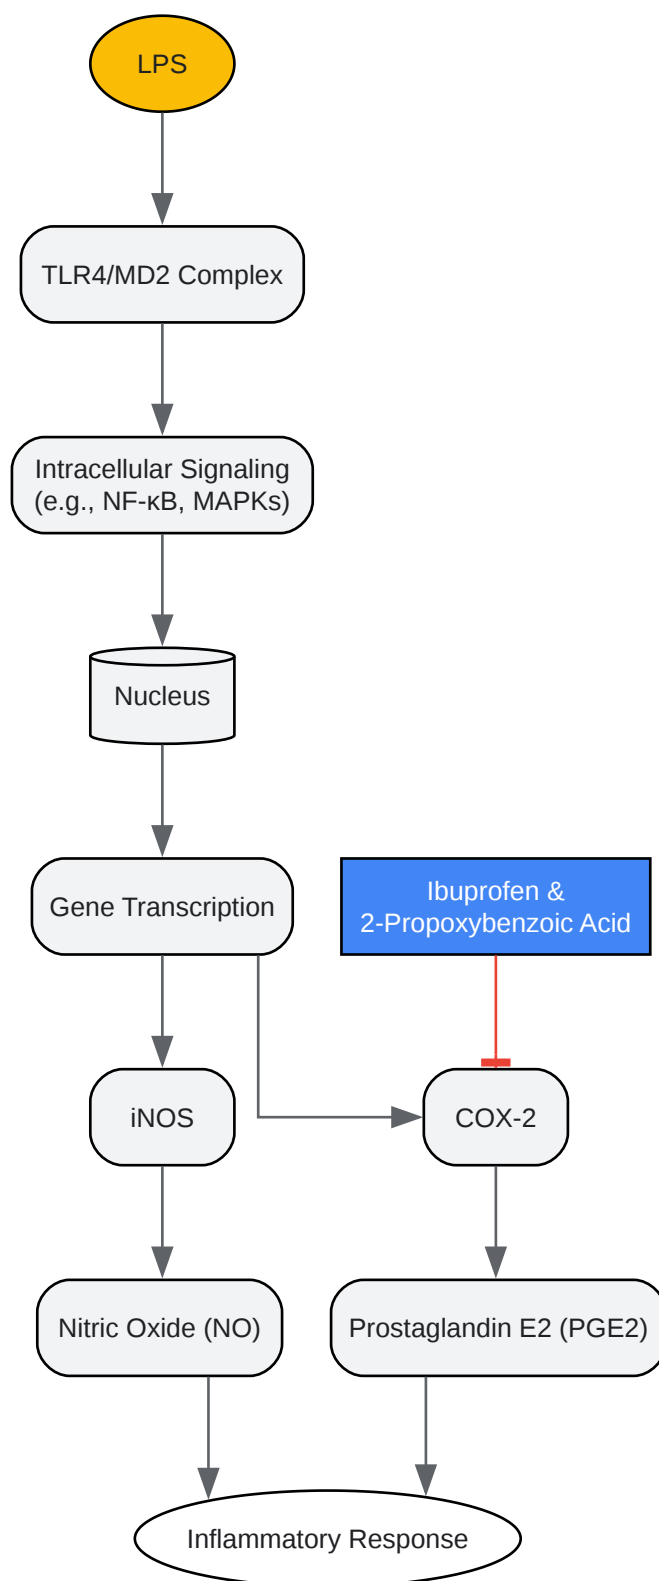 LPS
TLR4/MD2 Complex
Intracellular Signaling
(e.g., NF-κB, MAPKs)
Nucleus
Gene Transcription
Ibuprofen &
2-Propoxybenzoic Acid
iNOS
COX-2
Nitric Oxide (NO)
Prostaglandin E2 (PGE2)
Inflammatory Response